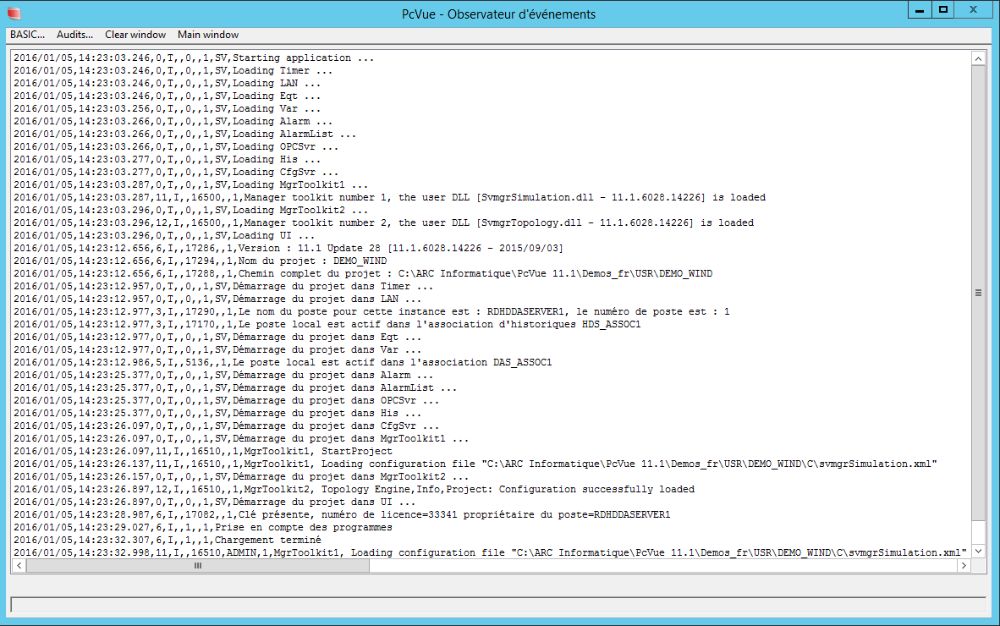 PcVue - Observateur d'événements
BASIC... Audits... Clear window Main window
2016/01/05,14:23:03.246,0,T,,0,,1,SV,Starting application ...
2016/01/05,14:23:03.246,0,T,,0,,1,SV,Loading Timer ...
2016/01/05,14:23:03.246,0,T,,0,,1,SV,Loading LAN ...
2016/01/05,14:23:03.246,0,T,,0,,1,SV,Loading Eqt ...
2016/01/05,14:23:03.256,0,T,,0,,1,SV,Loading Var ...
2016/01/05,14:23:03.266,0,T,,0,,1,SV,Loading Alarm ...
2016/01/05,14:23:03.266,0,T,,0,,1,SV,Loading AlarmList ...
2016/01/05,14:23:03.266,0,T,,0,,1,SV,Loading OPCSvr ...
2016/01/05,14:23:03.277,0,T,,0,,1,SV,Loading His ...
2016/01/05,14:23:03.277,0,T,,0,,1,SV,Loading CfgSvr ...
2016/01/05,14:23:03.287,0,T,,0,,1,SV,Loading MgrToolkit1 ...
2016/01/05,14:23:03.287,11,I,,16500,,1,Manager toolkit number 1, the user DLL [SvmgrSimulation.dll - 11.1.6028.14226] is loaded
2016/01/05,14:23:03.296,0,T,,0,,1,SV,Loading MgrToolkit2 ...
2016/01/05,14:23:03.296,12,I,,16500,,1,Manager toolkit number 2, the user DLL [SvmgrTopology.dll - 11.1.6028.14226] is loaded
2016/01/05,14:23:03.296,0,T,,0,,1,SV,Loading UI ...
2016/01/05,14:23:12.656,6,I,,17286,,1,Version : 11.1 Update 28 [11.1.6028.14226 - 2015/09/03]
2016/01/05,14:23:12.656,6,I,,17294,,1,Nom du projet : DEMO_WIND
2016/01/05,14:23:12.656,6,I,,17288,,1,Chemin complet du projet : C:\ARC Informatique\PcVue 11.1\Demos_fr\USR\DEMO_WIND
2016/01/05,14:23:12.957,0,T,,0,,1,SV,Démarrage du projet dans Timer ...
2016/01/05,14:23:12.957,0,T,,0,,1,SV,Démarrage du projet dans LAN ...
2016/01/05,14:23:12.977,3,I,,17290,,1,Le nom du poste pour cette instance est : RDHDDASERVER1, le numéro de poste est : 1
2016/01/05,14:23:12.977,3,I,,17170,,1,Le poste local est actif dans l'association d'historiques HDS_ASSOC1
2016/01/05,14:23:12.977,0,T,,0,,1,SV,Démarrage du projet dans Eqt ...
2016/01/05,14:23:12.977,0,T,,0,,1,SV,Démarrage du projet dans Var ...
2016/01/05,14:23:12.986,5,I,,5136,,1,Le poste local est actif dans l'association DAS_ASSOC1
2016/01/05,14:23:25.377,0,T,,0,,1,SV,Démarrage du projet dans Alarm ...
2016/01/05,14:23:25.377,0,T,,0,,1,SV,Démarrage du projet dans AlarmList ...
2016/01/05,14:23:25.377,0,T,,0,,1,SV,Démarrage du projet dans OPCSvr ...
2016/01/05,14:23:25.377,0,T,,0,,1,SV,Démarrage du projet dans His ...
2016/01/05,14:23:26.097,0,T,,0,,1,SV,Démarrage du projet dans CfgSvr ...
2016/01/05,14:23:26.097,0,T,,0,,1,SV,Démarrage du projet dans MgrToolkit1 ...
2016/01/05,14:23:26.097,11,I,,16510,,1,MgrToolkit1, StartProject
2016/01/05,14:23:26.137,11,I,,16510,,1,MgrToolkit1, Loading configuration file "C:\ARC Informatique\PcVue 11.1\Demos_fr\USR\DEMO_WIND\C\svmgrSimulation.xml"
2016/01/05,14:23:26.157,0,T,,0,,1,SV,Démarrage du projet dans MgrToolkit2 ...
2016/01/05,14:23:26.897,12,I,,16510,,1,MgrToolkit2, Topology Engine,Info,Project: Configuration successfully loaded
2016/01/05,14:23:26.897,0,T,,0,,1,SV,Démarrage du projet dans UI ...
2016/01/05,14:23:28.987,6,I,,17082,,1,Clé présente, numéro de licence=33341 propriétaire du poste=RDHDDASERVER1
2016/01/05,14:23:29.027,6,I,,1,,1,Prise en compte des programmes
2016/01/05,14:23:32.307,6,I,,1,,1,Chargement terminé
2016/01/05,14:23:32.998,11,I,,16510,ADMIN,1,MgrToolkit1, Loading configuration file "C:\ARC Informatique\PcVue 11.1\Demos_fr\USR\DEMO_WIND\C\svmgrSimulation.xml"